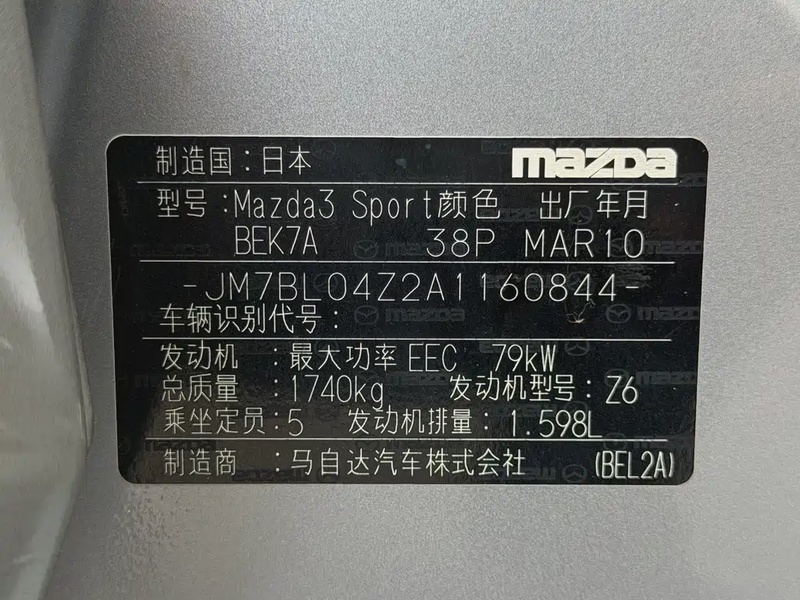 制造国:日本 mazda
型号:Mazda3 Sport颜色 出厂年月
BEK7A 38P MAR10
-JM7BL04Z2A1160844-
车辆识别代号:
发动机:最大功率EEC 79kW
总质量:1740kg 发动机型号:Z6
乘坐定员:5 发动机排量:1.598L
制造商:马自达汽车株式会社 (BEL2A)